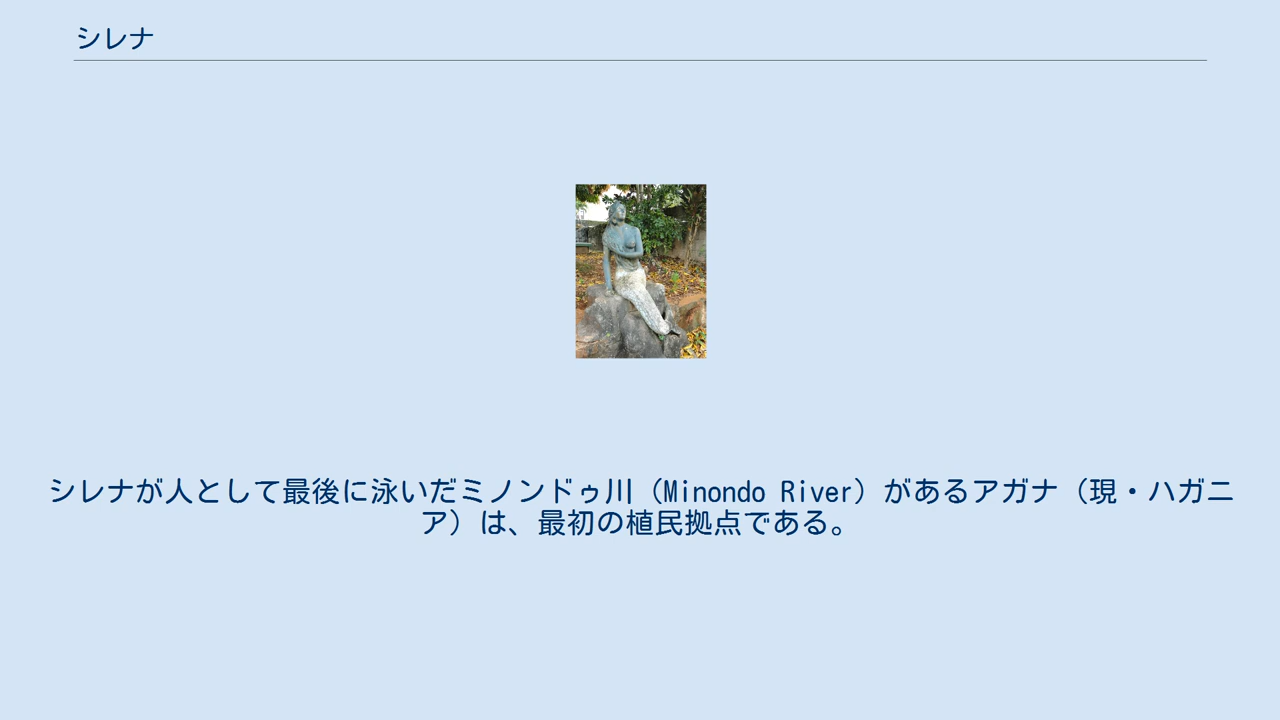 シレナ
シレナが人として最後に泳いだミノンドゥ川（Minondo River）があるアガナ（現・ハガニ
ア）は、最初の植民拠点である。